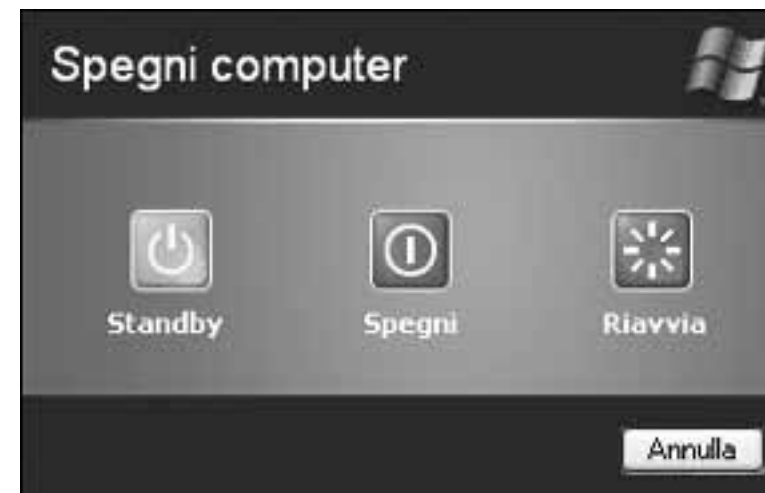 Spegni computer
Standby
Spegni
Riavvia
Annulla